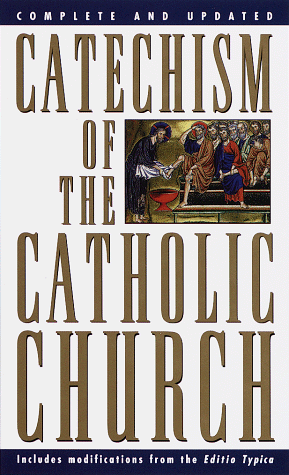 COMPLETE AND UPDATED
CATECHISM
OF
THE
CATHOLIC
CHURCH
Includes modifications from the Editio Typica